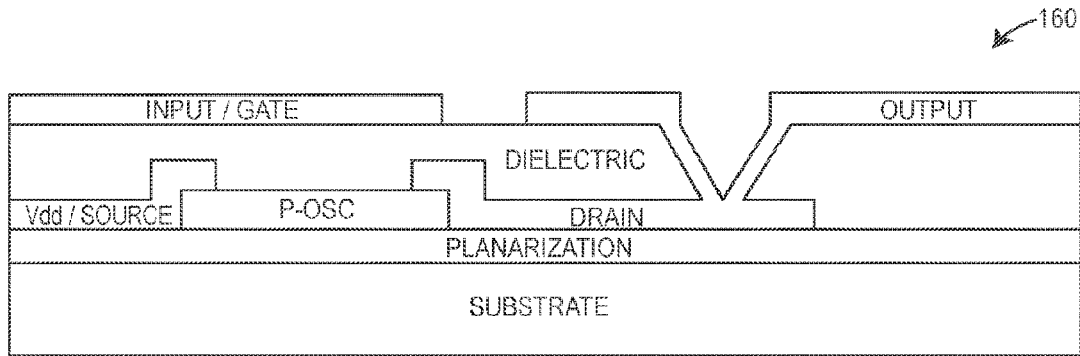 160
INPUT / GATE
OUTPUT
DIELECTRIC
Vdd / SOURCE
P-OSC
DRAIN
PLANARIZATION
SUBSTRATE